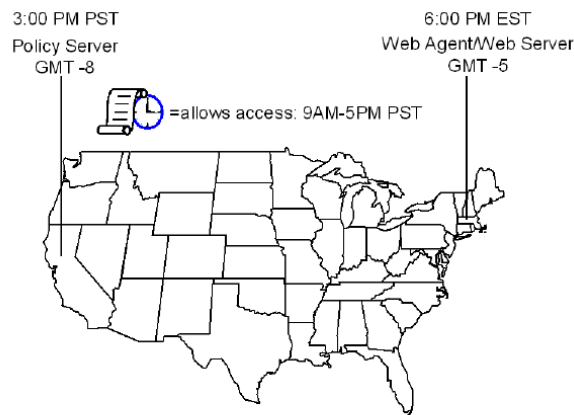 3:00 PM PST
Policy Server
GMT -8
6:00 PM EST
Web Agent/Web Server
GMT -5
=allows access: 9AM-5PM PST